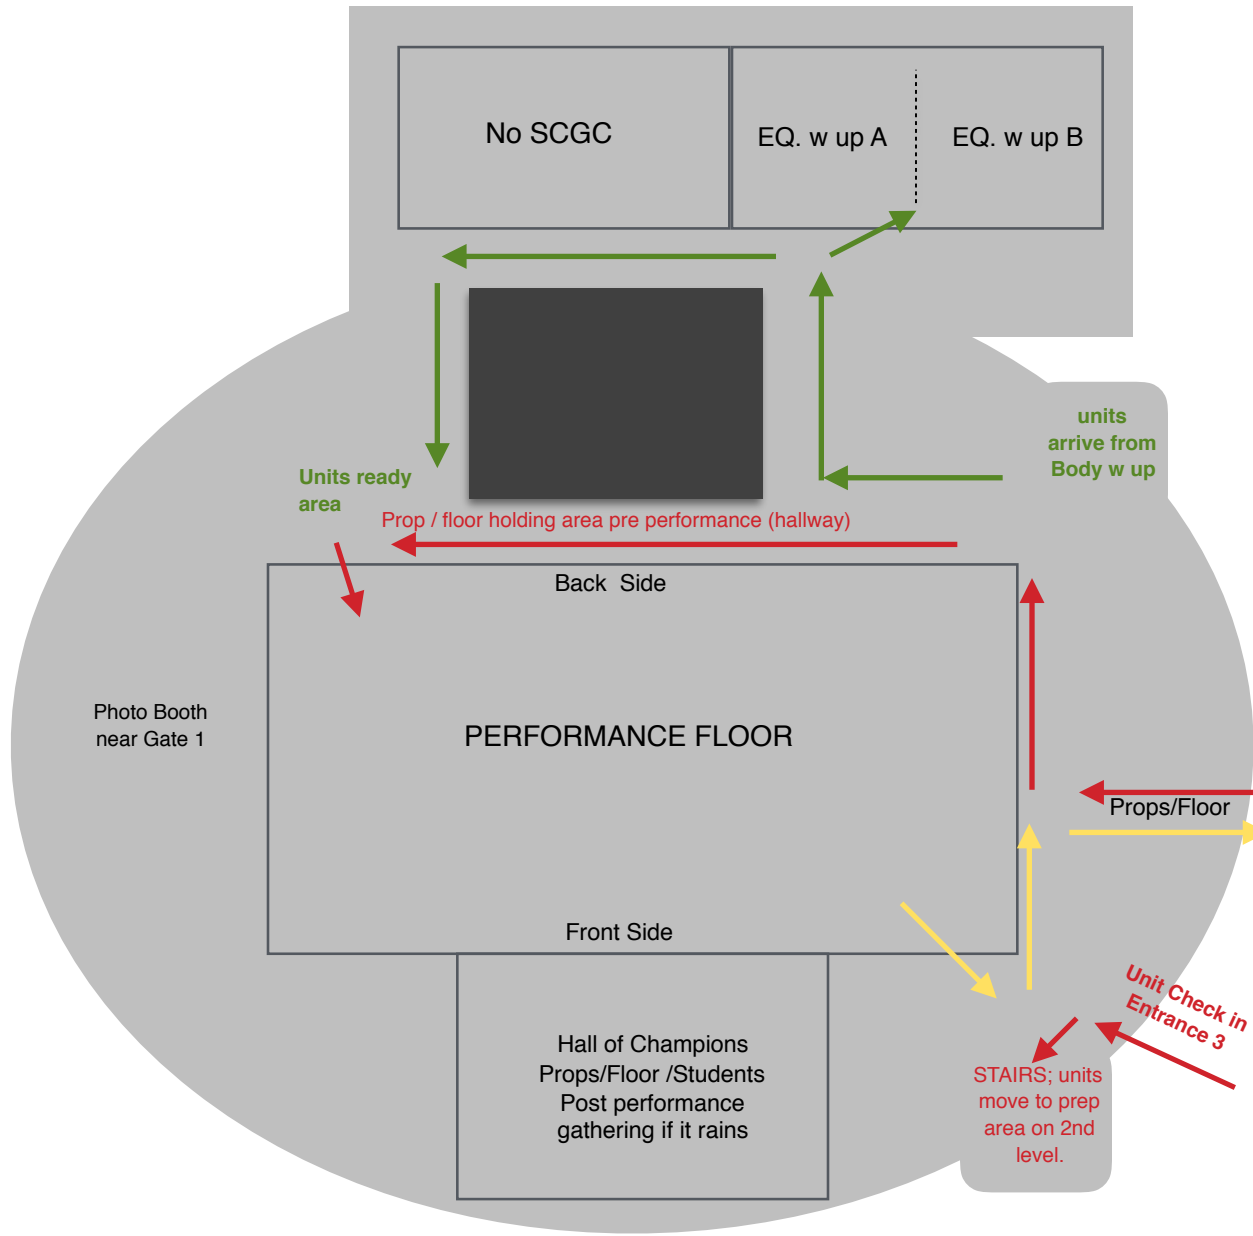 No SCGC
EQ. w up A
EQ. w up B
units
arrive from
Body w up
Units ready
area
Prop / floor holding area pre performance (hallway)
Back Side
Photo Booth
near Gate 1
PERFORMANCE FLOOR
Props/Floor
Front Side
Unit Check in
Entrance 3
Hall of Champions
Props/Floor /Students
Post performance
gathering if it rains
STAIRS; units
move to prep
area on 2nd
level.